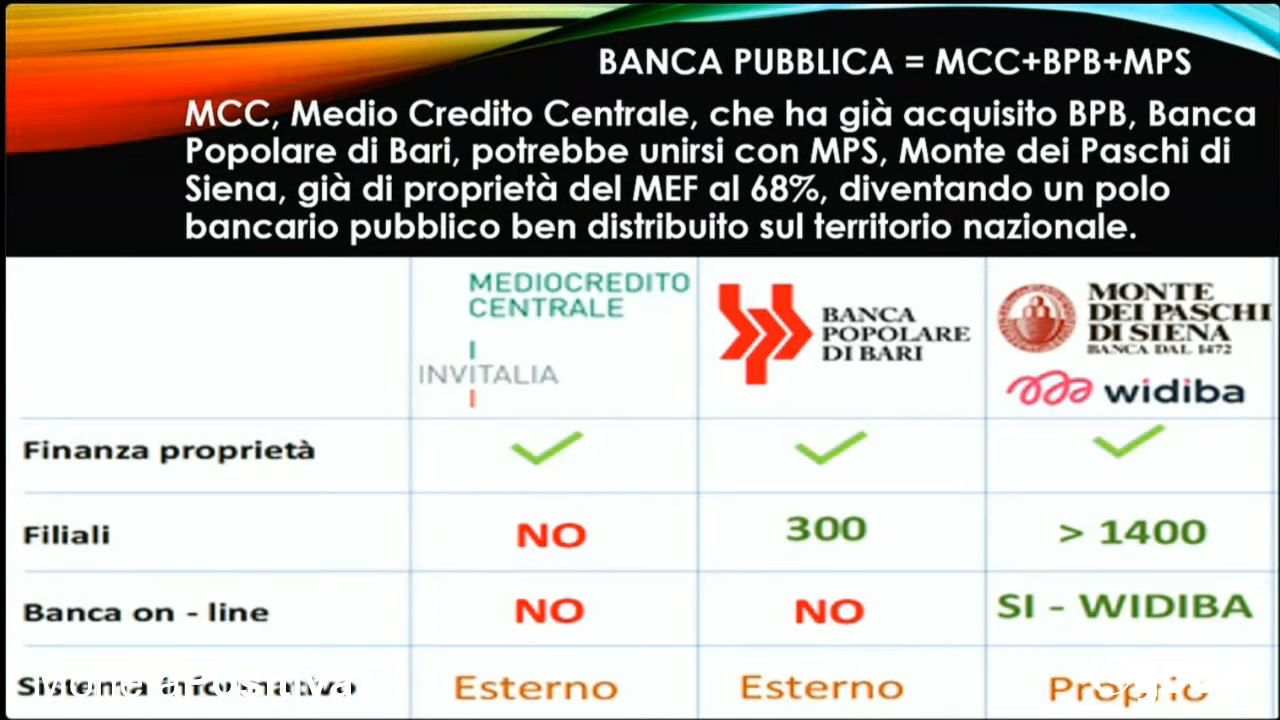 BANCA PUBBLICA = MCC+BPB+MPS
MCC, Medio Credito Centrale, che ha già acquisito BPB, Banca
Popolare di Bari, potrebbe unirsi con MPS, Monte dei Paschi di
Siena, già di proprietà del MEF al 68%, diventando un polo
bancario pubblico ben distribuito sul territorio nazionale.
MEDIOCREDITO
CENTRALE
INVITALIA
BANCA
POPOLARE
DI BARI
MONTE
DEI PASCHI
DI SIENA
BANCA DAL 1472
widiba
Finanza proprietà
Filiali NO 300 > 1400
Banca on - line NO NO SI - WIDIBA
Sistema informativo Esterno Esterno Proprio